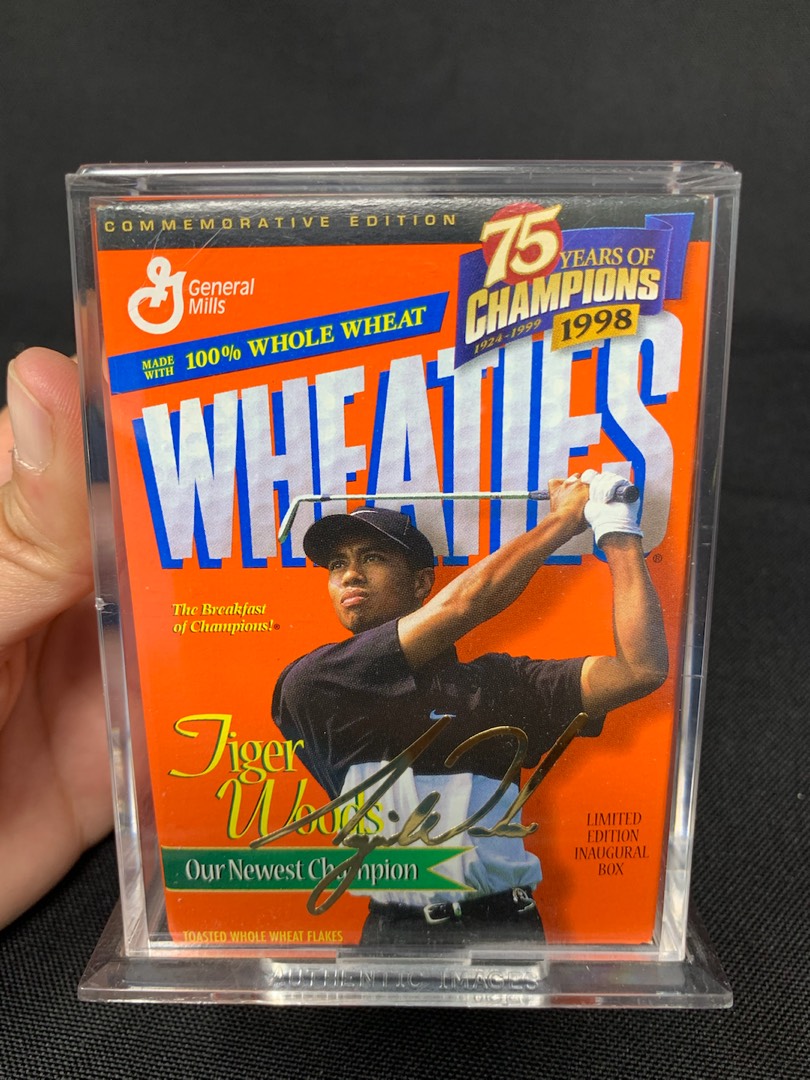 COMMEMORATIVE EDITION
75
YEARS OF
CHAMPIONS
1924-1999
1998
General
Mills
MADE
WITH
100% WHOLE WHEAT
WHEATIES®
The Breakfast
of Champions!®
Tiger
Woods
Our Newest Champion
LIMITED
EDITION
INAUGURAL
BOX
TOASTED WHOLE WHEAT FLAKES
AUTHENTIC IMAGES